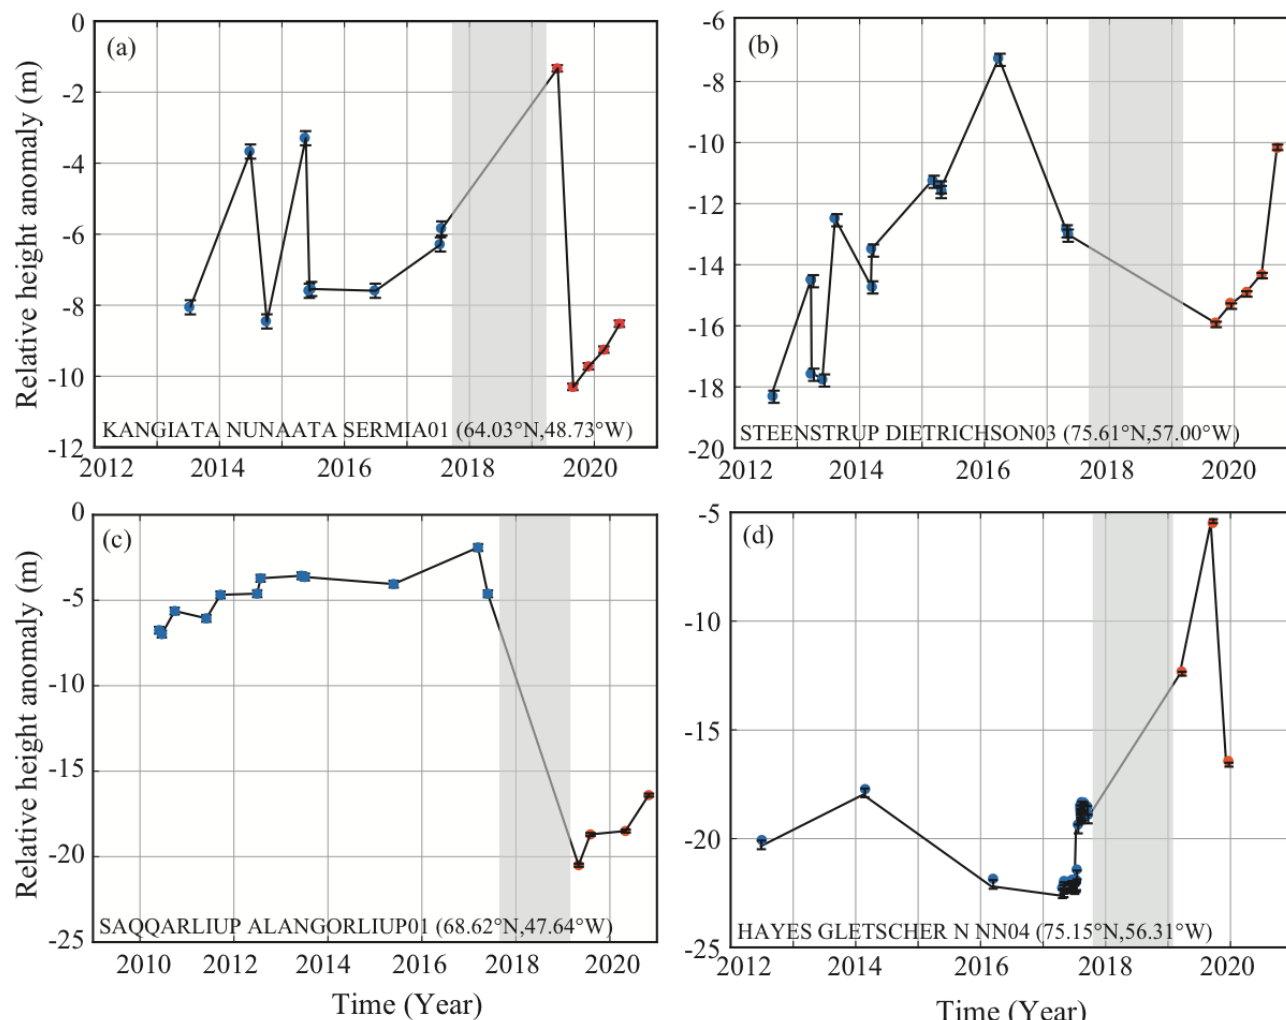 (a)
Relative height anomaly (m)
0
-2
-4
-6
-8
-10
-12
KANGIATA NUNAATA SERMIA01 (64.03°N,48.73°W)
2012 2014 2016 2018 2020
(b)
-6
-8
-10
-12
-14
-16
-18
-20
STEENSTRUP DIETRICHSON03 (75.61°N,57.00°W)
2012 2014 2016 2018 2020
(c)
Relative height anomaly (m)
0
-5
-10
-15
-20
-25
SAQQARLIUP ALANGORLIUP01 (68.62°N,47.64°W)
2010 2012 2014 2016 2018 2020
Time (Year)
(d)
-5
-10
-15
-20
-25
HAYES GLETSCHER N NN04 (75.15°N,56.31°W)
2012 2014 2016 2018 2020
Time (Year)